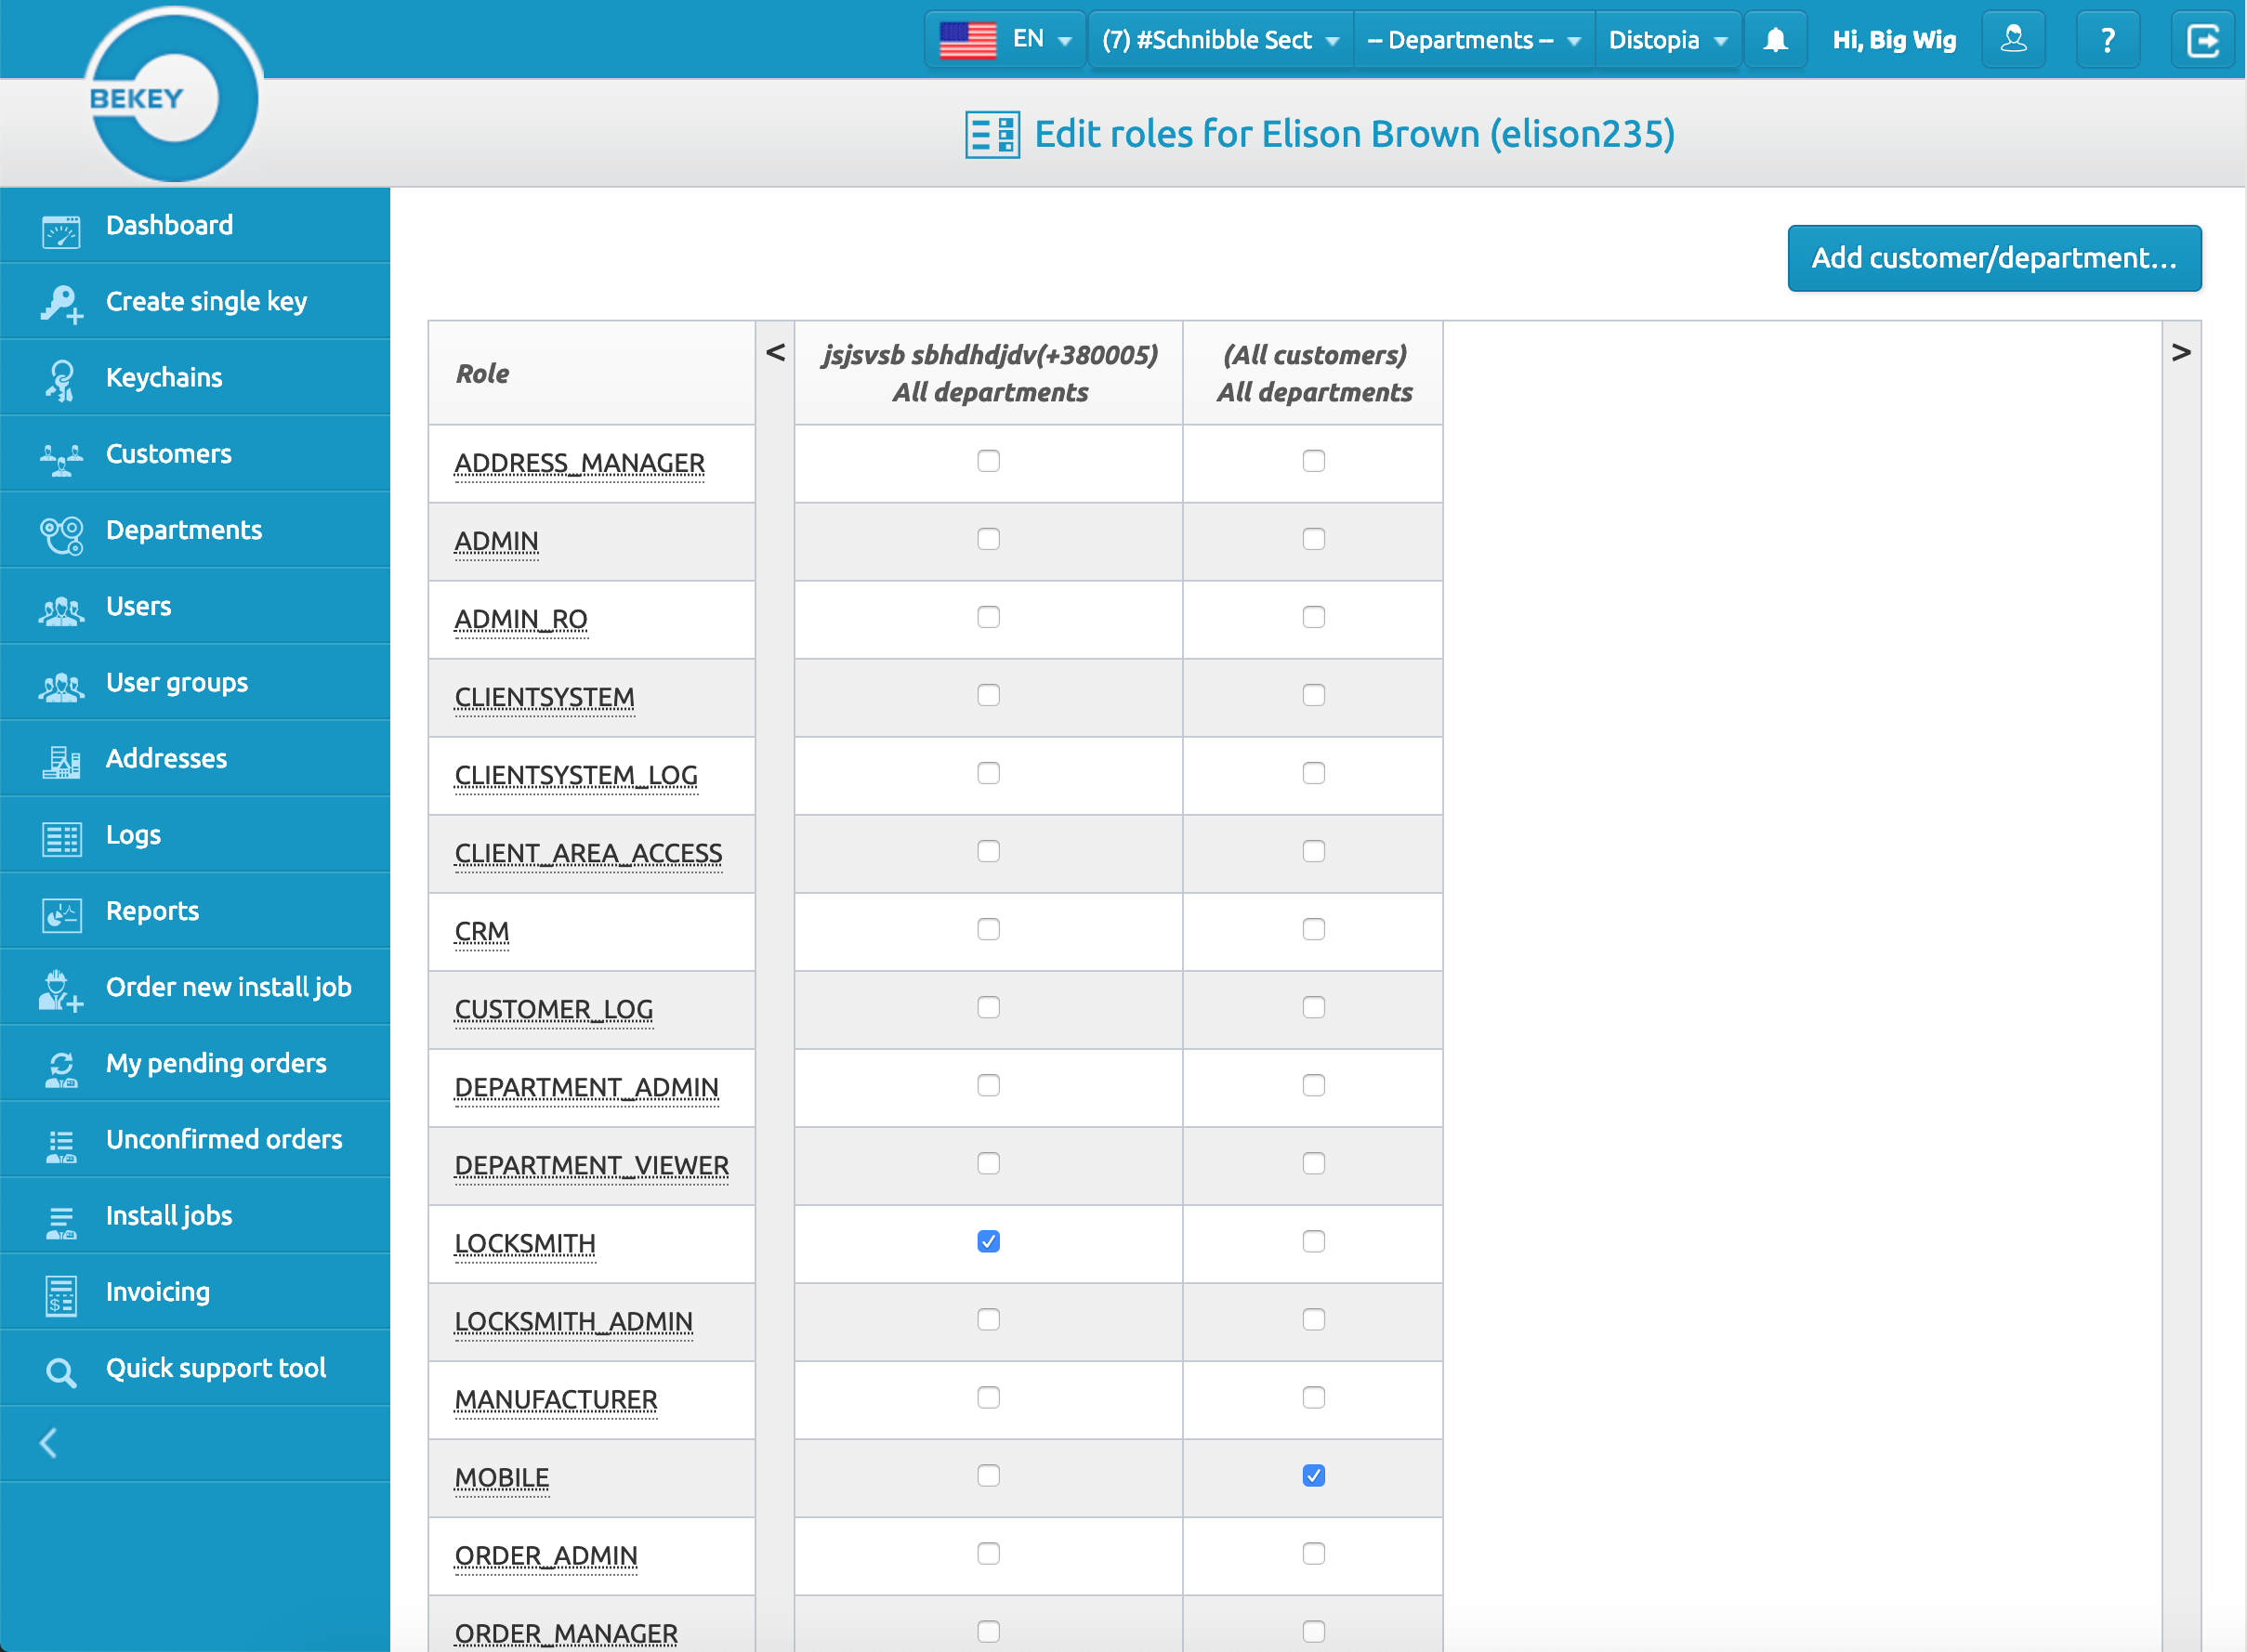 EN
(7) #Schnibble Sect
-- Departments --
Distopia
Hi, Big Wig
?
BEKEY
Edit roles for Elison Brown (elison235)
Dashboard
Create single key
Keychains
Customers
Departments
Users
User groups
Addresses
Logs
Reports
Order new install job
My pending orders
Unconfirmed orders
Install jobs
Invoicing
Quick support tool
Add customer/department...
Role
<
jsjsvsb sbhdhdjdv(+380005)
All departments
(All customers)
All departments
>
ADDRESS_MANAGER
ADMIN
ADMIN_RO
CLIENTSYSTEM
CLIENTSYSTEM_LOG
CLIENT_AREA_ACCESS
CRM
CUSTOMER_LOG
DEPARTMENT_ADMIN
DEPARTMENT_VIEWER
LOCKSMITH
LOCKSMITH_ADMIN
MANUFACTURER
MOBILE
ORDER_ADMIN
ORDER_MANAGER